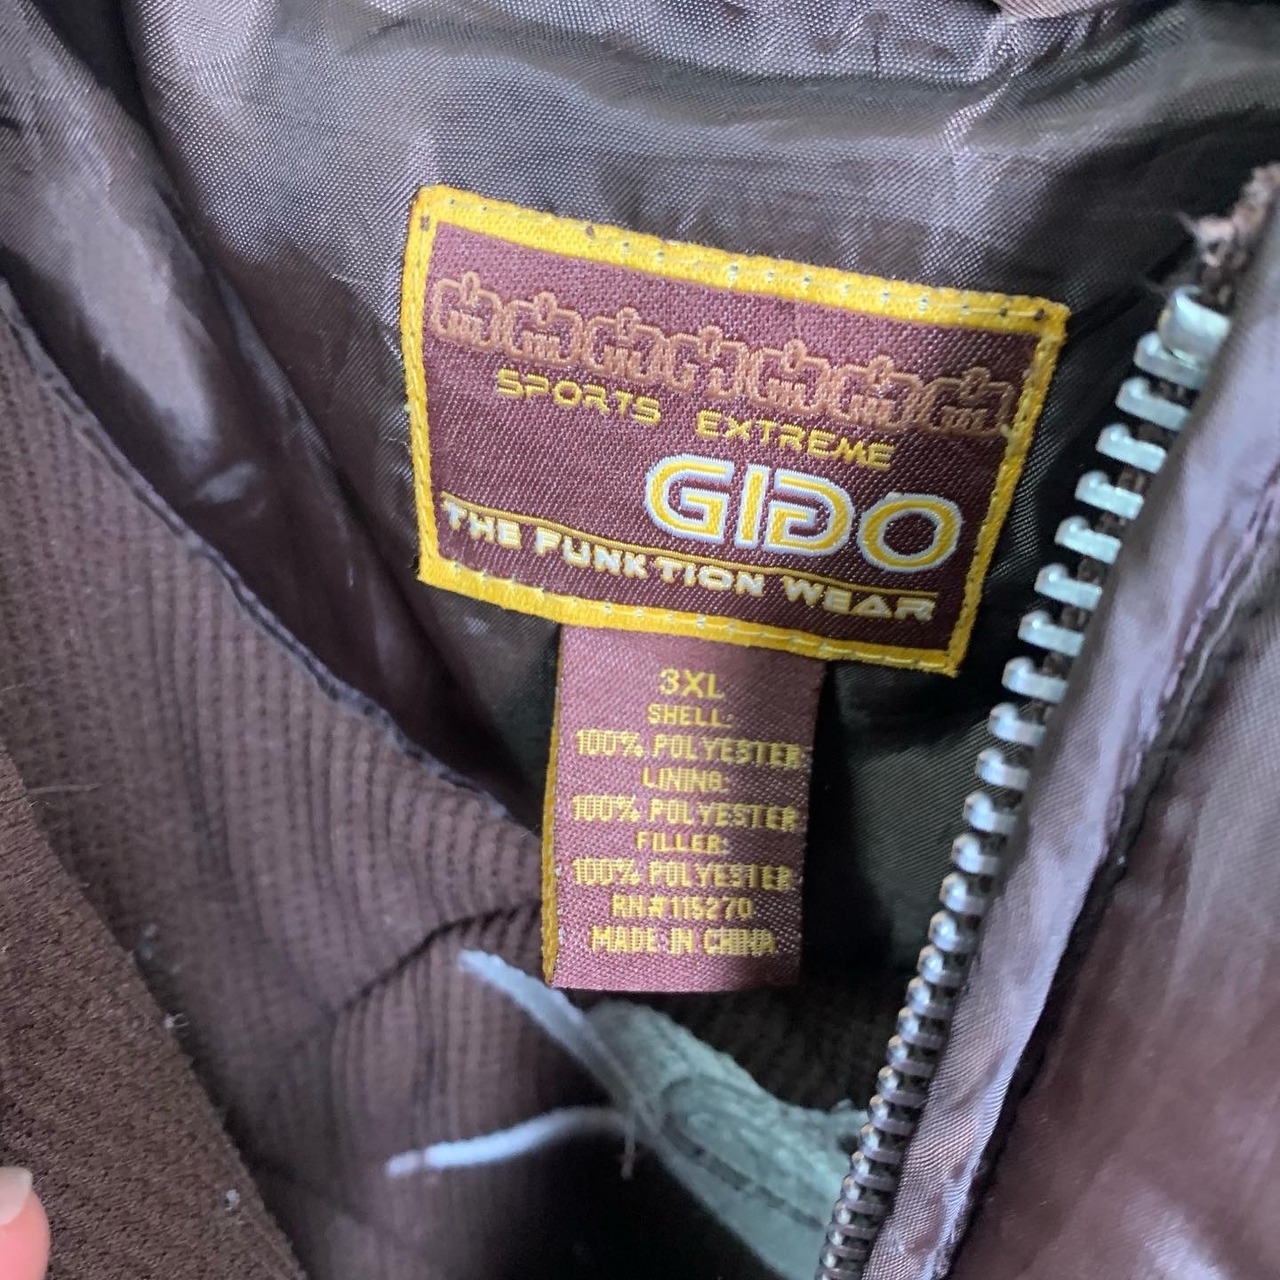 SPORTS EXTREME
GIDO
THE FUNKTION WEAR
3XL
SHELL:
100% POLYESTER
LINING:
100% POLYESTER
FILLER:
100% POLYESTER
RN#115270
MADE IN CHINA